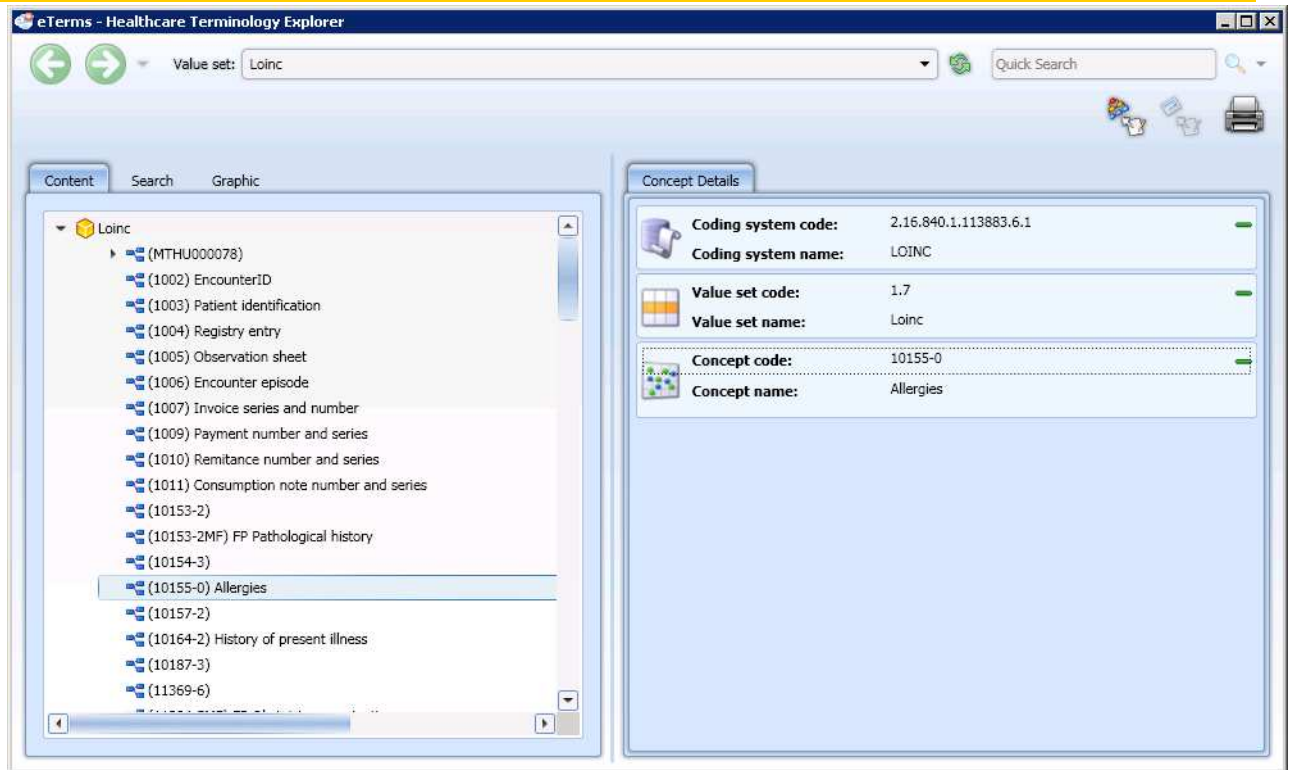 eTerms - Healthcare Terminology Explorer
Value set: Loinc Quick Search
Content Search Graphic
Loinc
(MTHU000078)
(1002) EncounterID
(1003) Patient identification
(1004) Registry entry
(1005) Observation sheet
(1006) Encounter episode
(1007) Invoice series and number
(1009) Payment number and series
(1010) Remitance number and series
(1011) Consumption note number and series
(10153-2)
(10153-2MF) FP Pathological history
(10154-3)
(10155-0) Allergies
(10157-2)
(10164-2) History of present illness
(10187-3)
(11369-6)
Concept Details
Coding system code: 2.16.840.1.113883.6.1
Coding system name: LOINC
Value set code: 1.7
Value set name: Loinc
Concept code: 10155-0
Concept name: Allergies